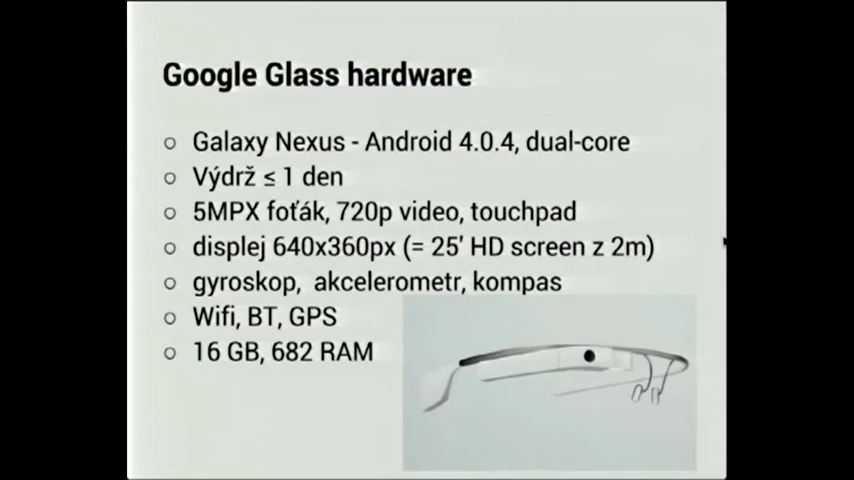 Google Glass hardware
Galaxy Nexus - Android 4.0.4, dual-core
Výdrž ≤ 1 den
5MPX foťák, 720p video, touchpad
displej 640x360px (= 25' HD screen z 2m)
gyroskop, akcelerometr, kompas
Wifi, BT, GPS
16 GB, 682 RAM